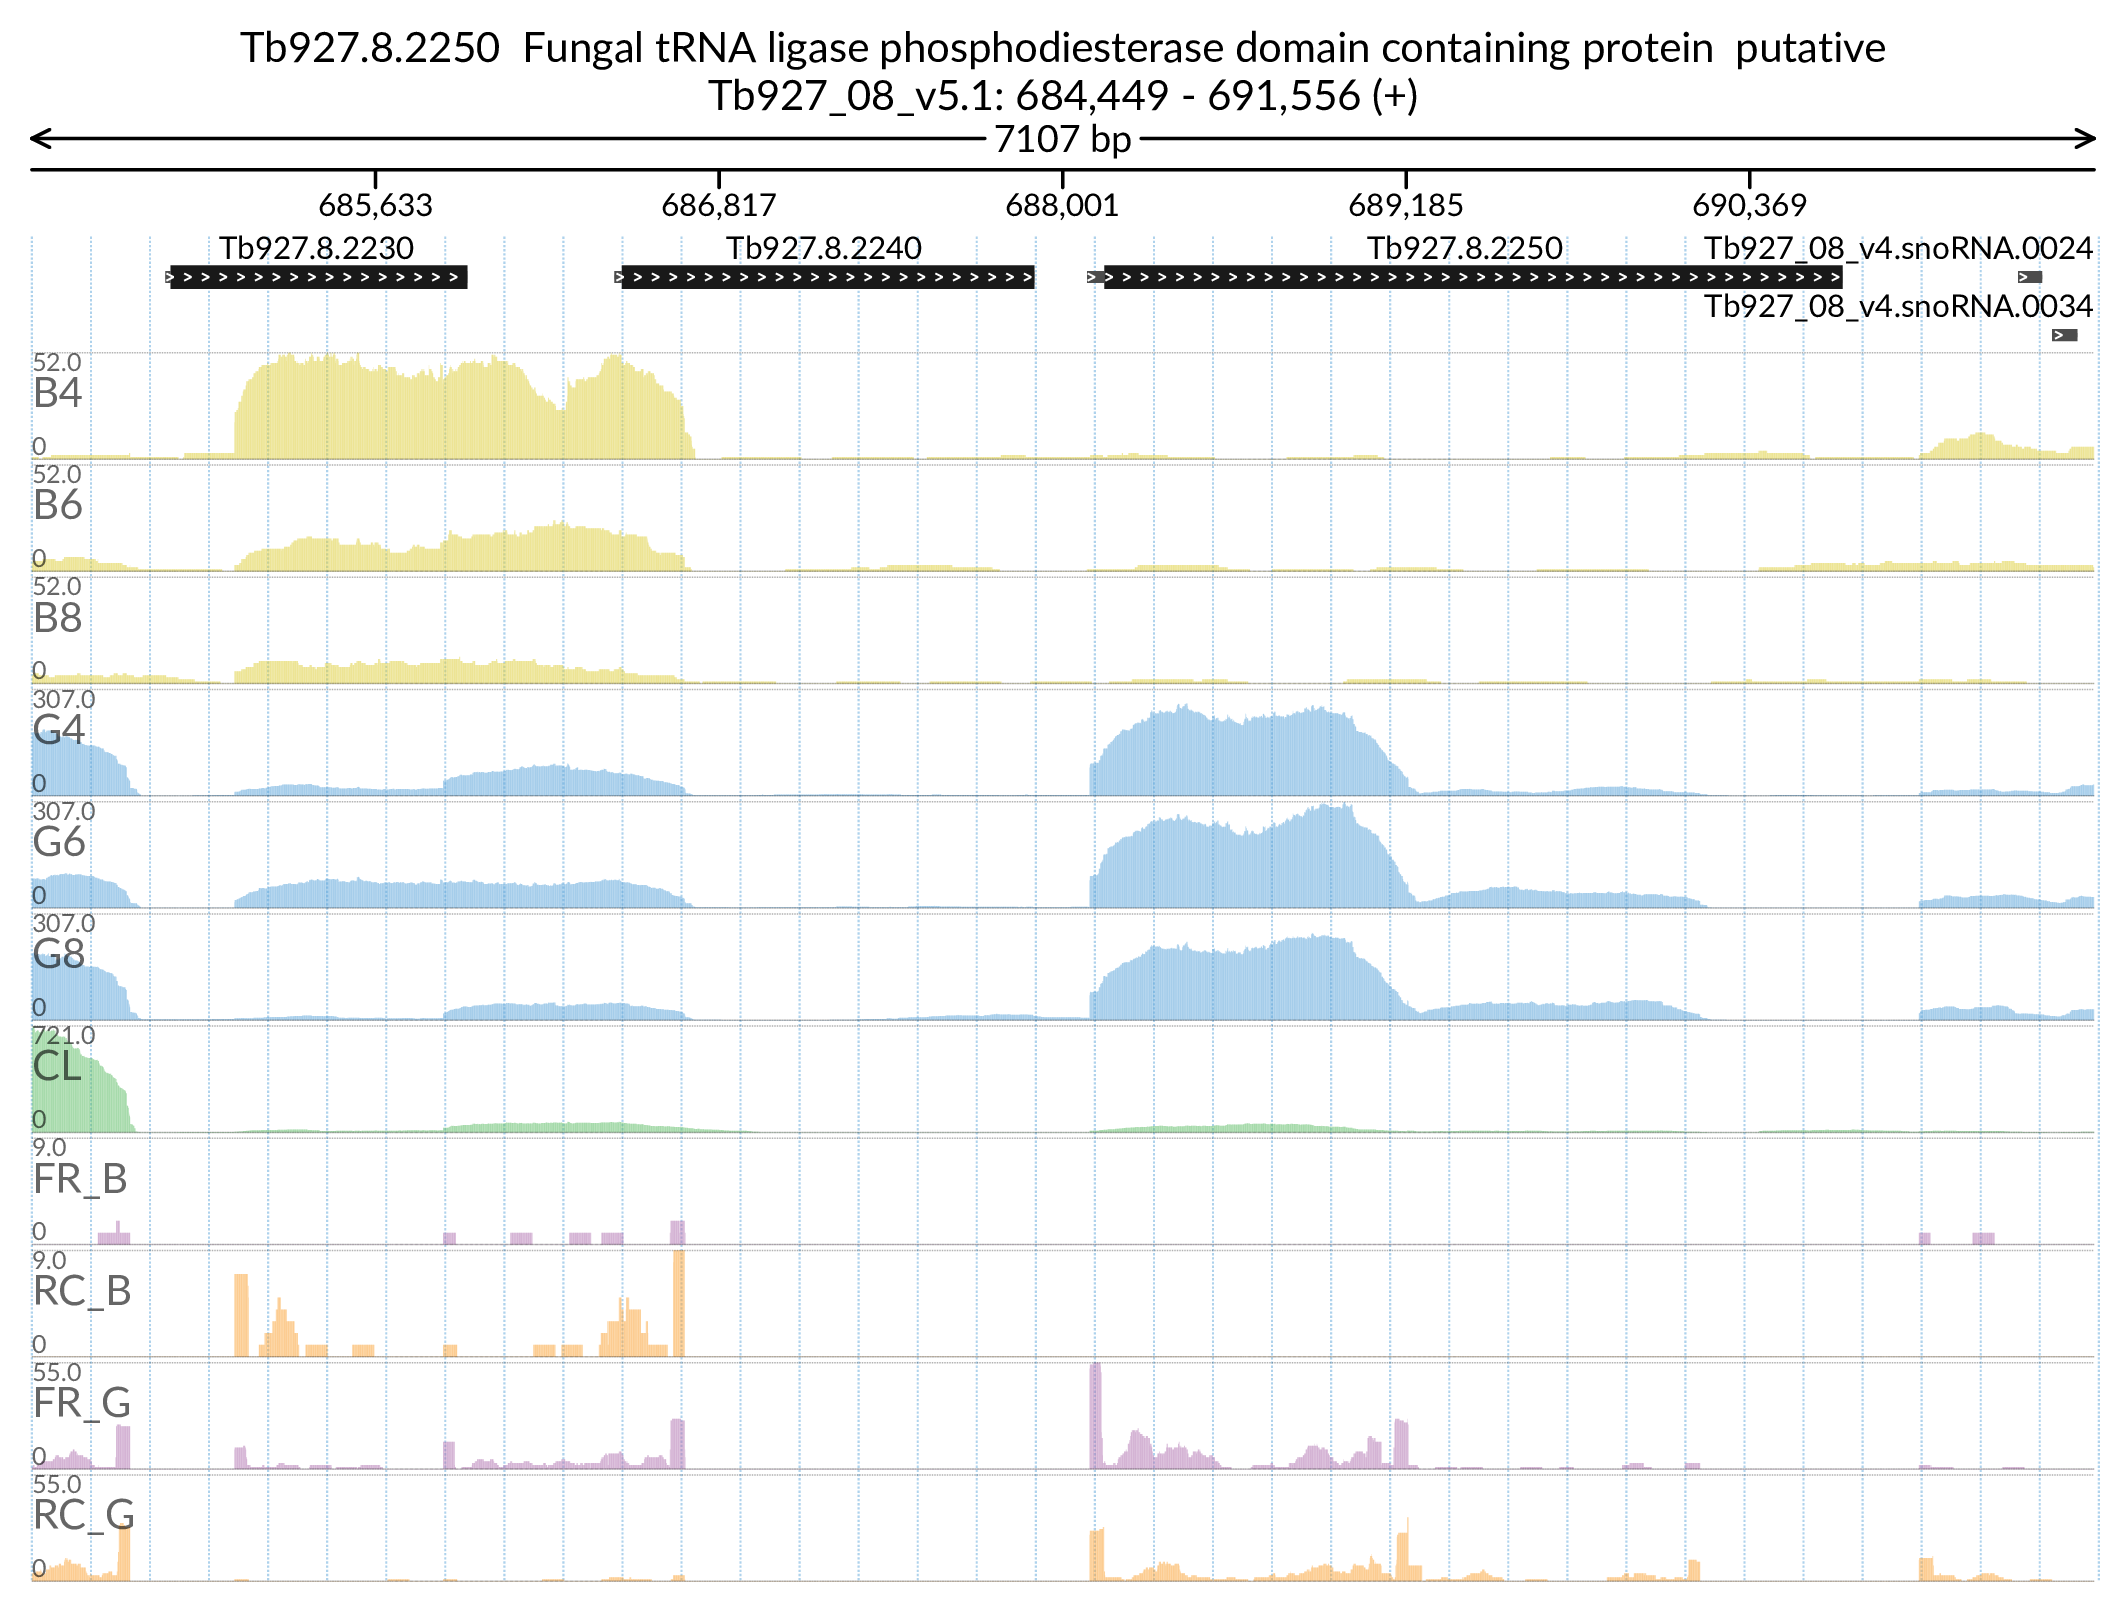 Tb927.8.2250 Fungal tRNA ligase phosphodiesterase domain containing protein putative
Tb927_08_v5.1: 684,449 - 691,556 (+)
7107 bp
685,633 686,817 688,001 689,185 690,369
Tb927.8.2230 Tb927.8.2240 Tb927.8.2250 Tb927_08_v4.snoRNA.0024
Tb927_08_v4.snoRNA.0034
52.0
B4
0
52.0
B6
0
52.0
B8
0
307.0
G4
0
307.0
G6
0
307.0
G8
0
721.0
CL
0
9.0
FR_B
0
9.0
RC_B
0
55.0
FR_G
0
55.0
RC_G
0